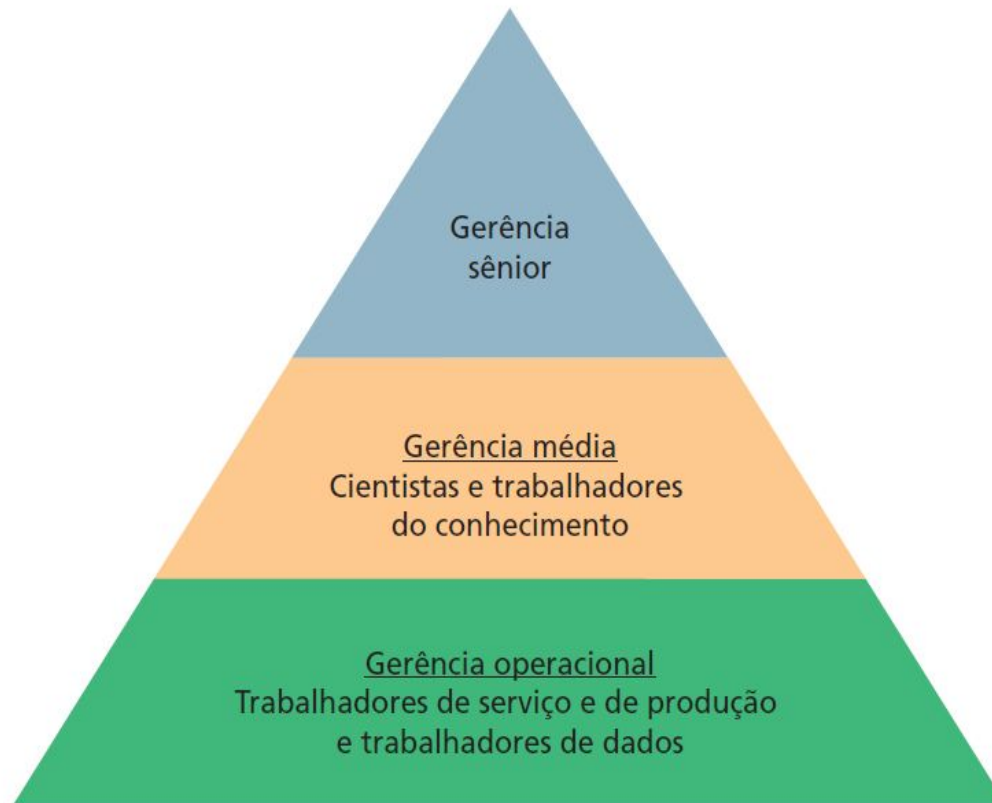 Gerência
sênior
Gerência média
Cientistas e trabalhadores
do conhecimento
Gerência operacional
Trabalhadores de serviço e de produção
e trabalhadores de dados